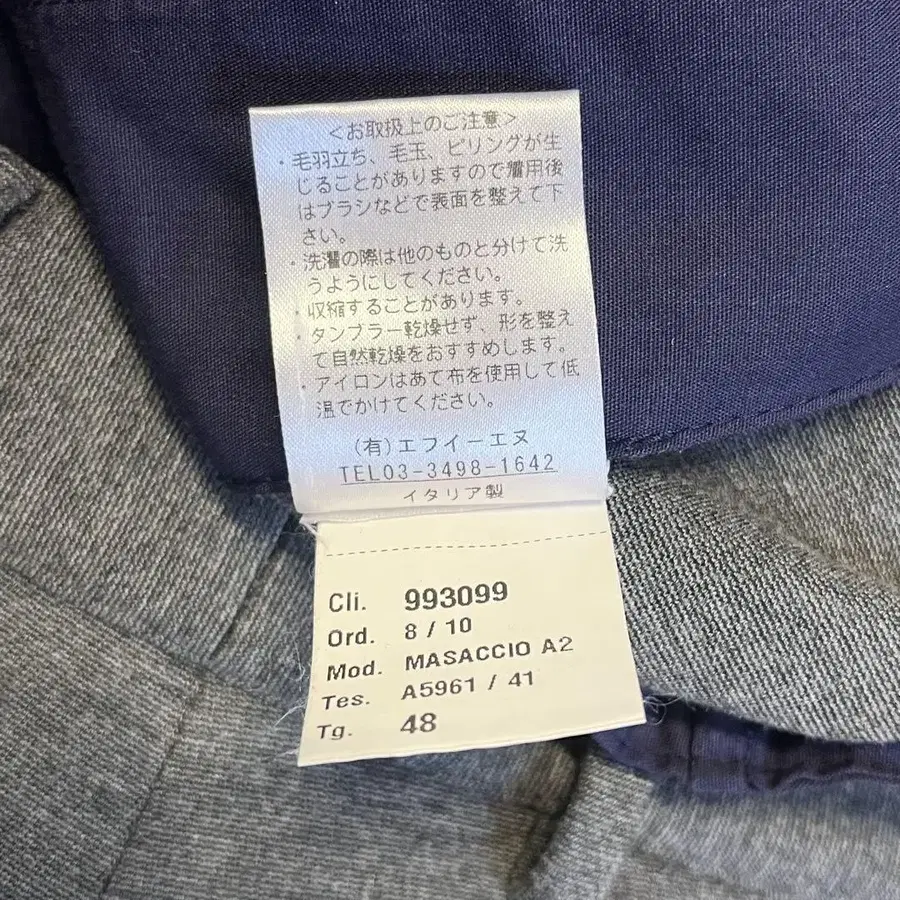 <お取扱上のご注意>
・毛羽立ち、毛玉、ピリングが生
じることがありますので着用後
はブラシなどで表面を整えて下
さい。
・洗濯の際は他のものと分けて洗
うようにしてください。
・収縮することがあります。
・タンブラー乾燥せず、形を整え
て自然乾燥をおすすめします。
・アイロンはあて布を使用して低
温でかけてください。
(有)エフイーエヌ
TEL03-3498-1642
イタリア製
Cli. 993099
Ord. 8 / 10
Mod. MASACCIO A2
Tes. A5961 / 41
Tg. 48